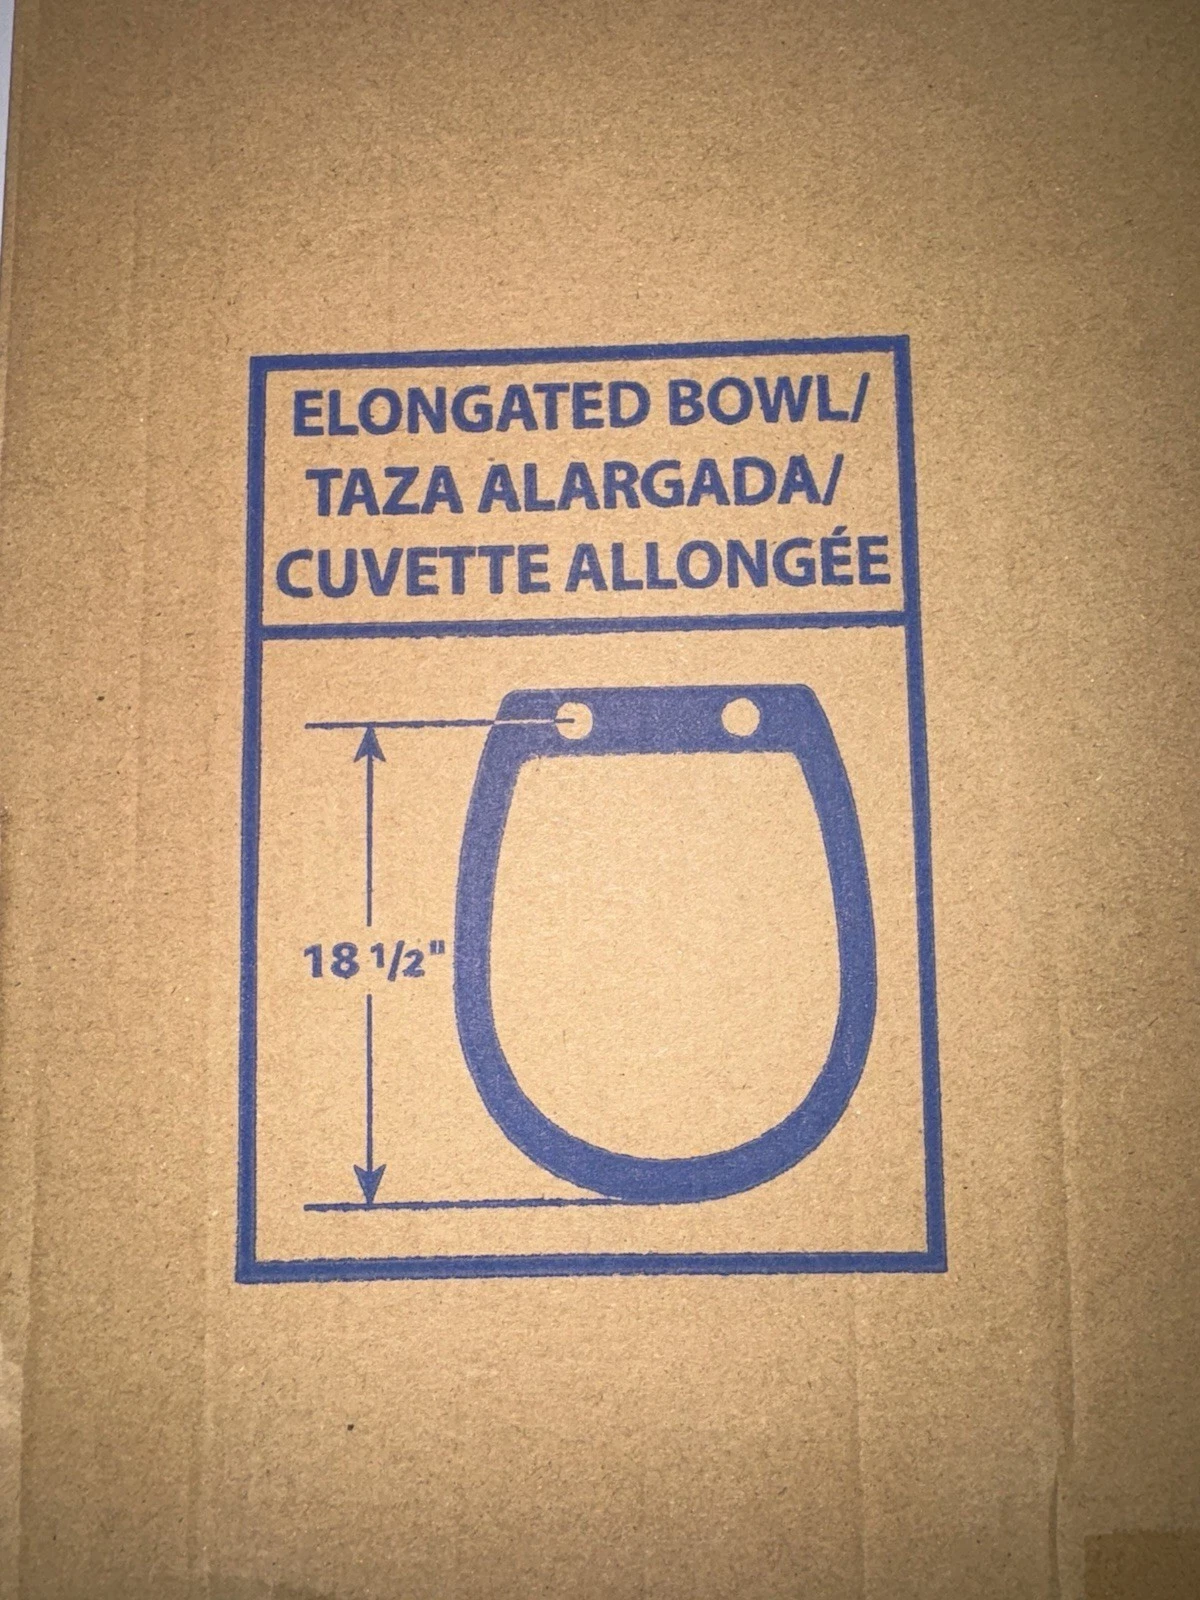 ELONGATED BOWL/
TAZA ALARGADA/
CUVETTE ALLONGÉE
18 1/2"